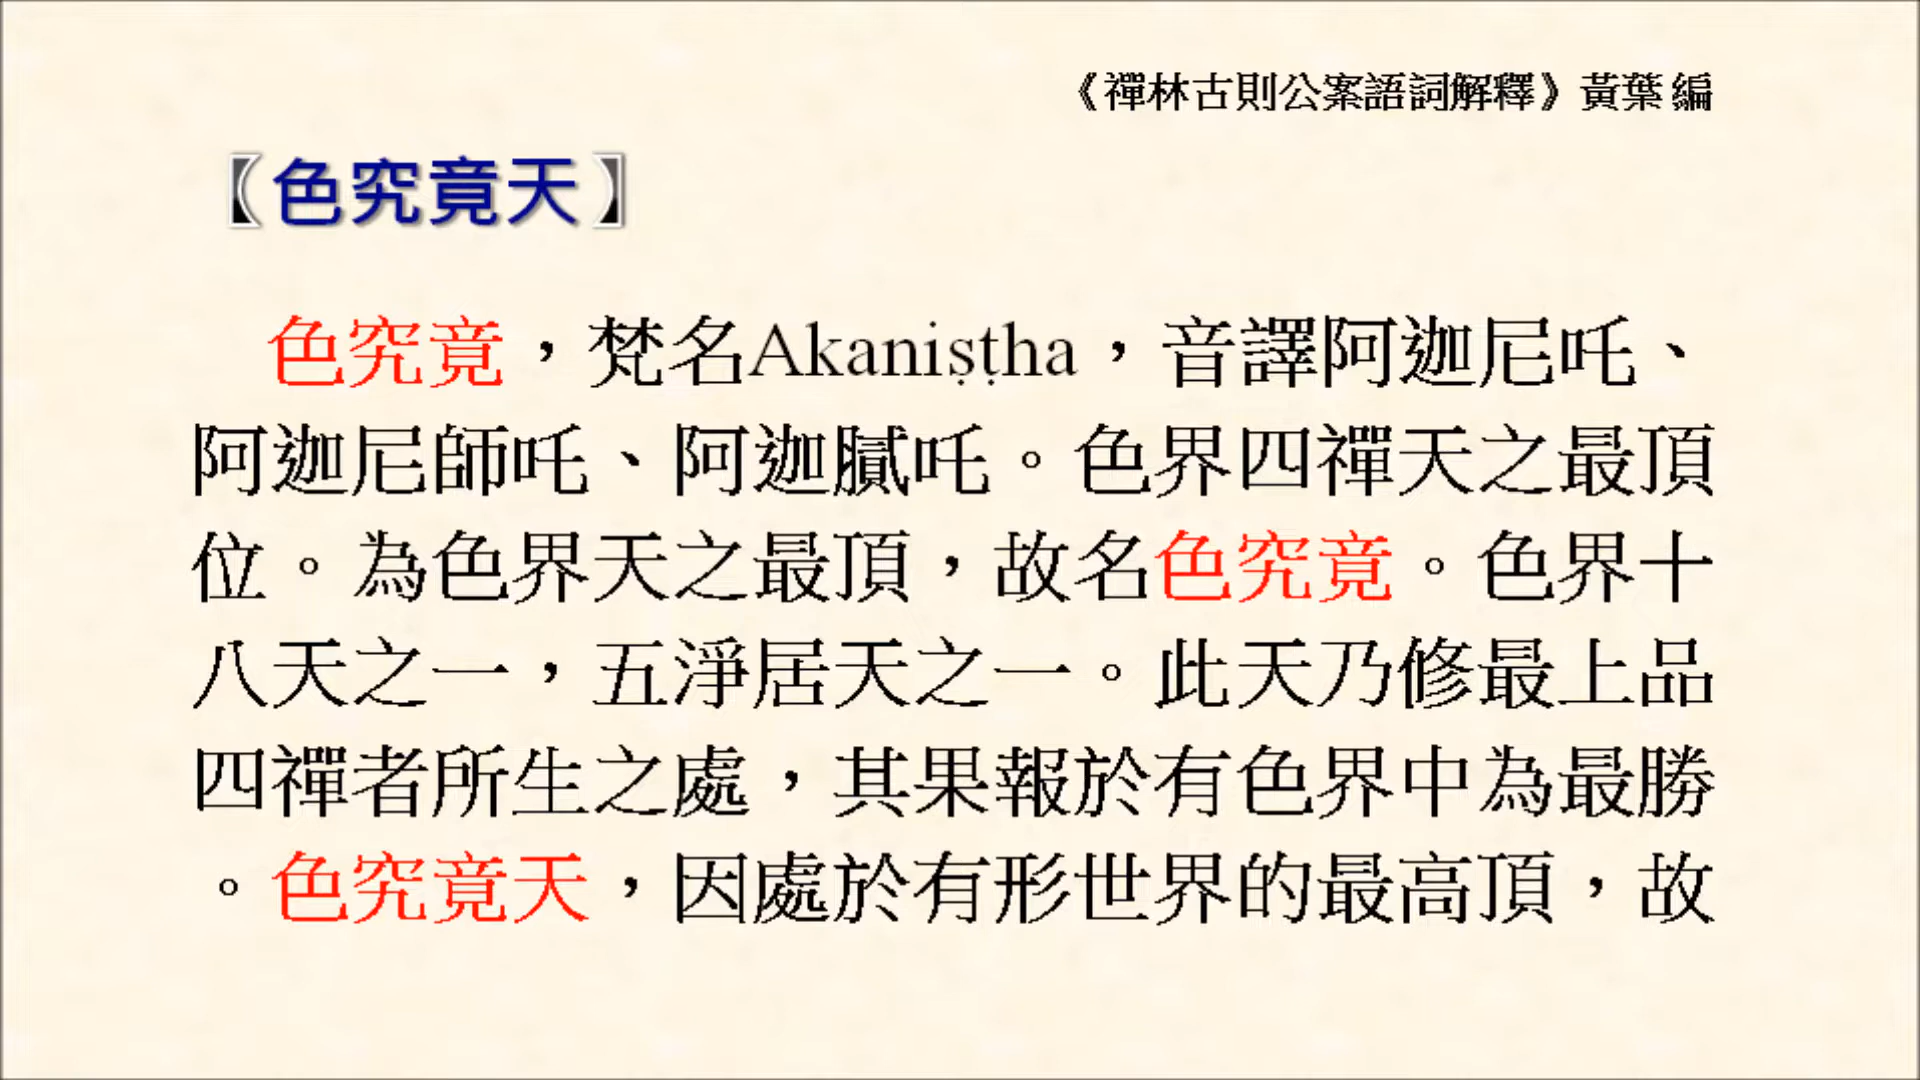 《禪林古則公案語詞解釋》黃葉 編
【色究竟天】
色究竟，梵名Akaniṣṭha，音譯阿迦尼吒、
阿迦尼師吒、阿迦膩吒。色界四禪天之最頂
位。為色界天之最頂，故名色究竟。色界十
八天之一，五淨居天之一。此天乃修最上品
四禪者所生之處，其果報於有色界中為最勝
。色究竟天，因處於有形世界的最高頂，故